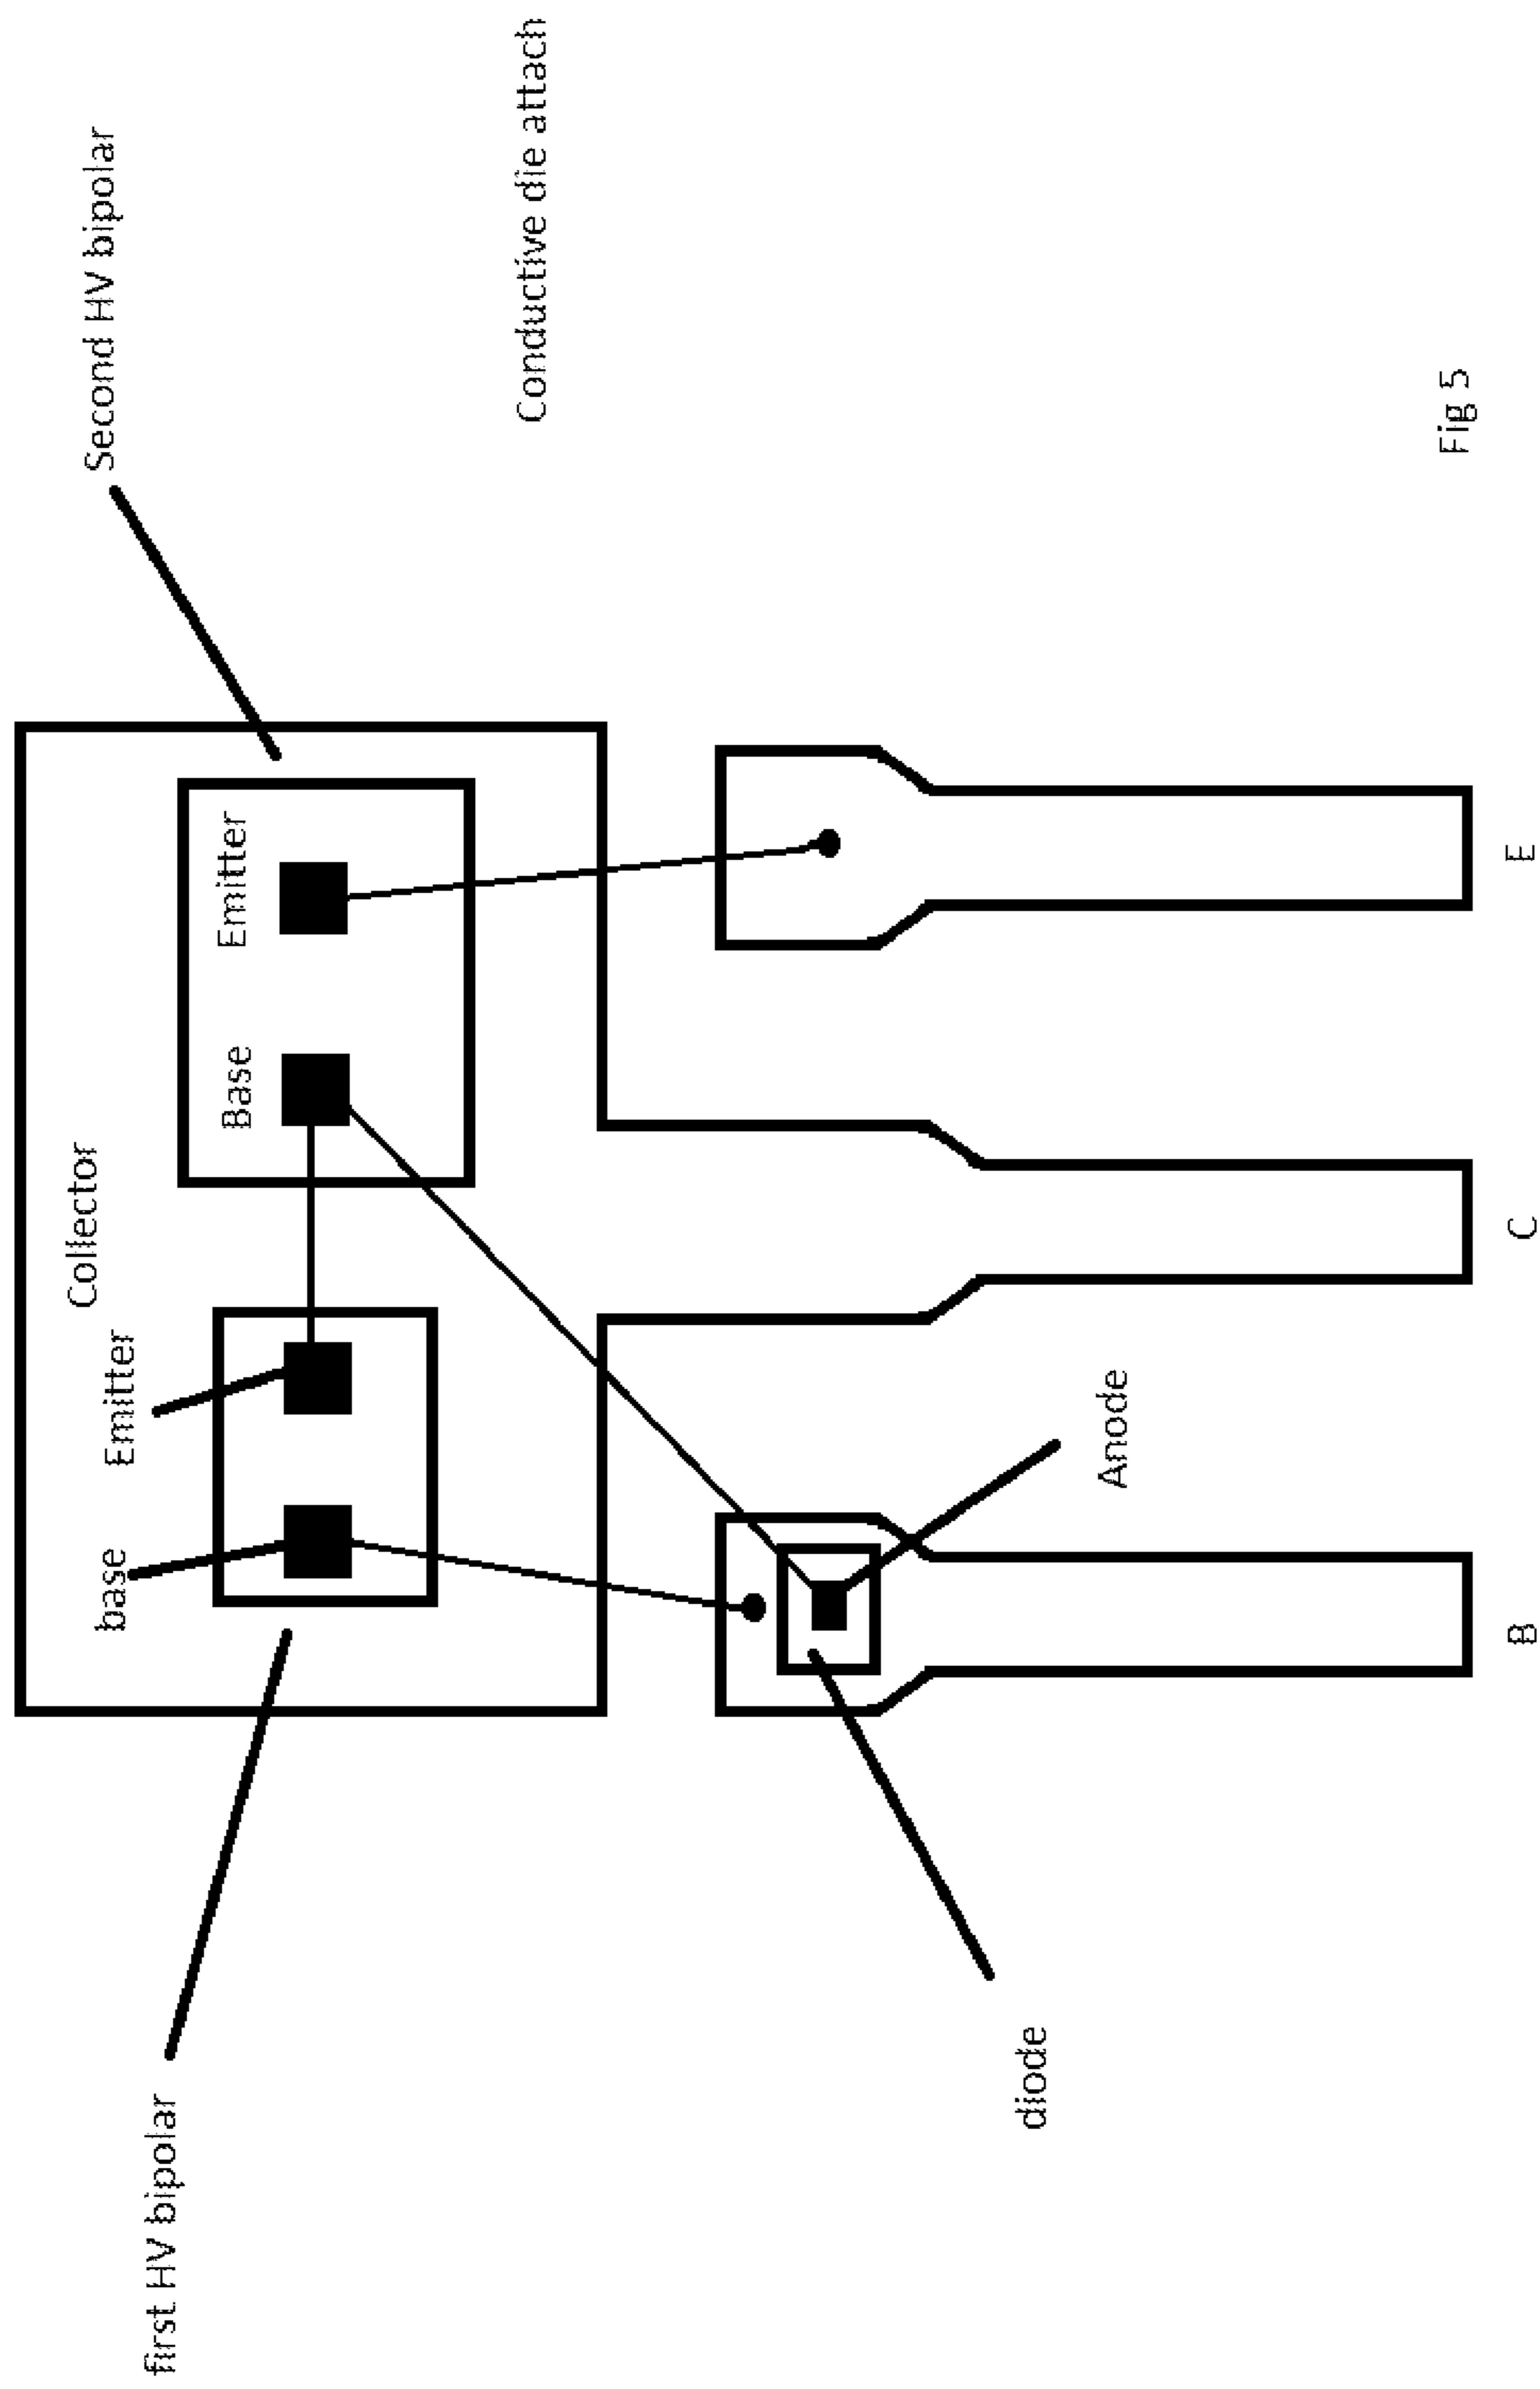 first HV bipolar
Second HV bipolar
Collector
base
Emitter
Base
Emitter
Conductive die attach
diode
Anode
Fig 5
B
C
E